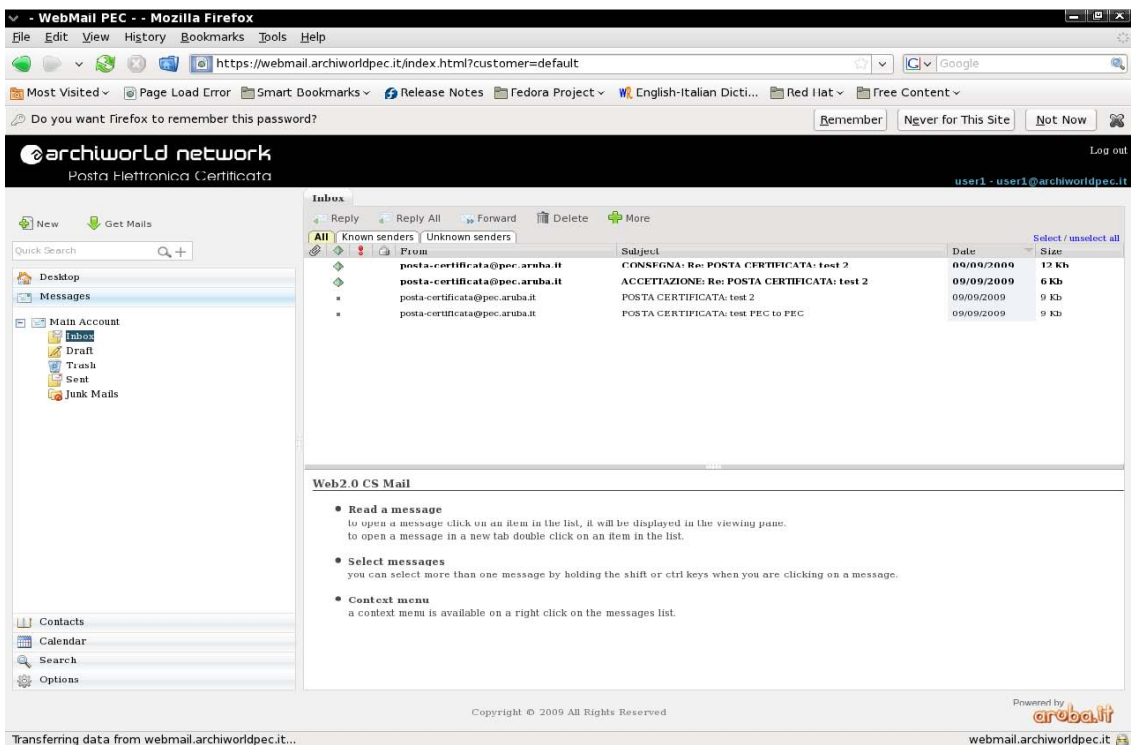 - WebMail PEC - - Mozilla Firefox
File Edit View History Bookmarks Tools Help
https://webmail.archiworldpec.it/index.html?customer=default
Google
Most Visited Page Load Error Smart Bookmarks Release Notes Fedora Project English-Italian Dicti... Red Hat Free Content
Do you want Firefox to remember this password? Remember Never for This Site Not Now
archiworld network
Log out
Posta Elettronica Certificata
user1 - user1@archiworldpec.it
Inbox
New Get Mails
Reply Reply All Forward Delete More
All Known senders Unknown senders
Select / unselect all
Quick Search
From Subject Date Size
Desktop
Messages
posta-certificata@pec.aruba.it CONSEGNA: Re: POSTA CERTIFICATA: test 2 09/09/2009 12 Kb
posta-certificata@pec.aruba.it ACCETTAZIONE: Re: POSTA CERTIFICATA: test 2 09/09/2009 6 Kb
posta-certificata@pec.aruba.it POSTA CERTIFICATA: test 2 09/09/2009 9 Kb
posta-certificata@pec.aruba.it POSTA CERTIFICATA: test PEC to PEC 09/09/2009 9 Kb
Main Account
Inbox
Draft
Trash
Sent
Junk Mails
Web2.0 CS Mail
Read a message
to open a message click on an item in the list, it will be displayed in the viewing pane.
to open a message in a new tab double click on an item in the list.
Select messages
you can select more than one message by holding the shift or ctrl keys when you are clicking on a message.
Context menu
a context menu is available on a right click on the messages list.
Contacts
Calendar
Search
Options
Copyright © 2009 All Rights Reserved
Powered by
aruba.it
Transferring data from webmail.archiworldpec.it...
webmail.archiworldpec.it